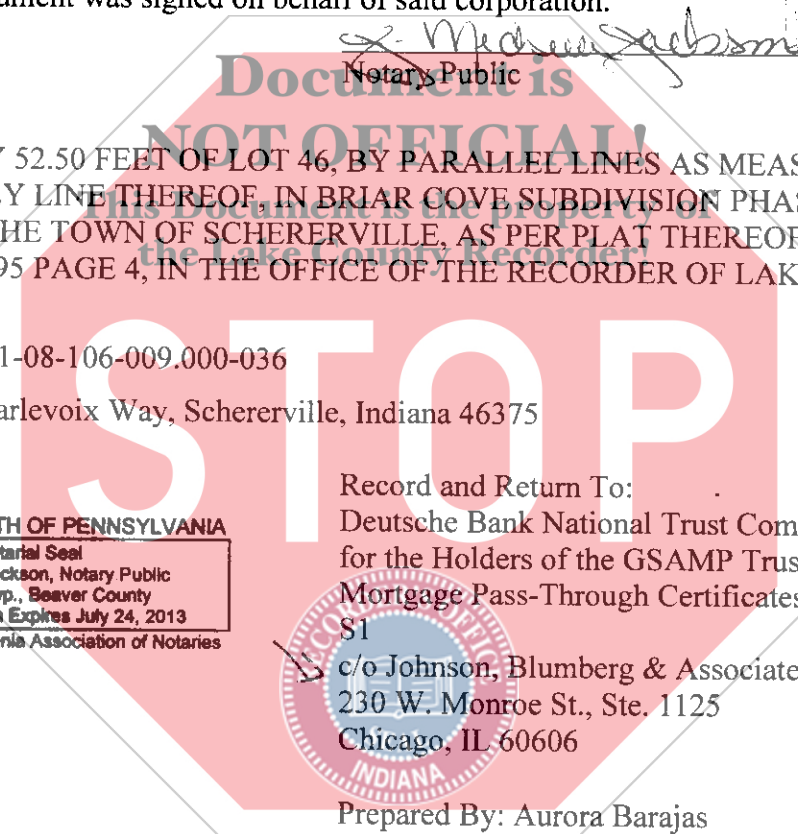 ument was signed on behalf of said corporation.
Notary Public
Document is
NOT OFFICIAL!
This Document is the property of
the Lake County Recorder!
Y 52.50 FEET OF LOT 46, BY PARALLEL LINES AS MEAS
Y LINE THEREOF, IN BRIAR COVE SUBDIVISION PHAS
HE TOWN OF SCHERERVILLE, AS PER PLAT THEREOF
95 PAGE 4, IN THE OFFICE OF THE RECORDER OF LAK
STOP
1-08-106-009.000-036
arlevoix Way, Schererville, Indiana 46375
TH OF PENNSYLVANIA
tarial Seal
ckson, Notary Public
wp., Beaver County
n Expires July 24, 2013
nia Association of Notaries
Record and Return To:
Deutsche Bank National Trust Com
for the Holders of the GSAMP Trus
Mortgage Pass-Through Certificates
S1
c/o Johnson, Blumberg & Associate
230 W. Monroe St., Ste. 1125
Chicago, IL 60606
INDIANA
Prepared By: Aurora Barajas